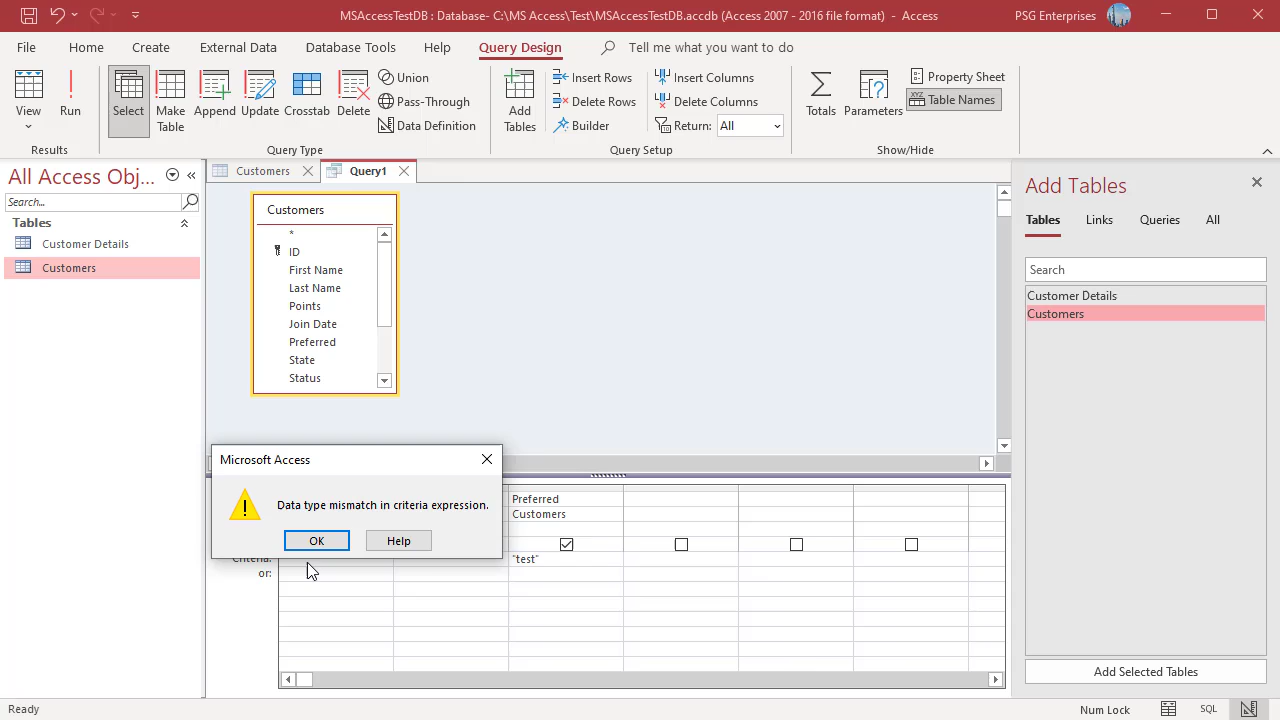 MSAccessTestDB : Database- C:\MS Access\Test\MSAccessTestDB.accdb (Access 2007 - 2016 file format) - Access
PSG Enterprises
File Home Create External Data Database Tools Help Query Design Tell me what you want to do
View
Run
Results
Select
Make Table
Append
Update
Crosstab
Delete
Union
Pass-Through
Data Definition
Query Type
Add Tables
Insert Rows
Delete Rows
Builder
Insert Columns
Delete Columns
Return: All
Query Setup
Totals
Parameters
Property Sheet
XYZ Table Names
Show/Hide
All Access Obj...
Search...
Tables
Customer Details
Customers
Customers
Query1
Customers
*
ID
First Name
Last Name
Points
Join Date
Preferred
State
Status
Microsoft Access
Data type mismatch in criteria expression.
OK Help
Preferred
Customers
Criteria: "test"
or:
Add Tables
Tables Links Queries All
Search
Customer Details
Customers
Add Selected Tables
Ready
Num Lock
SQL